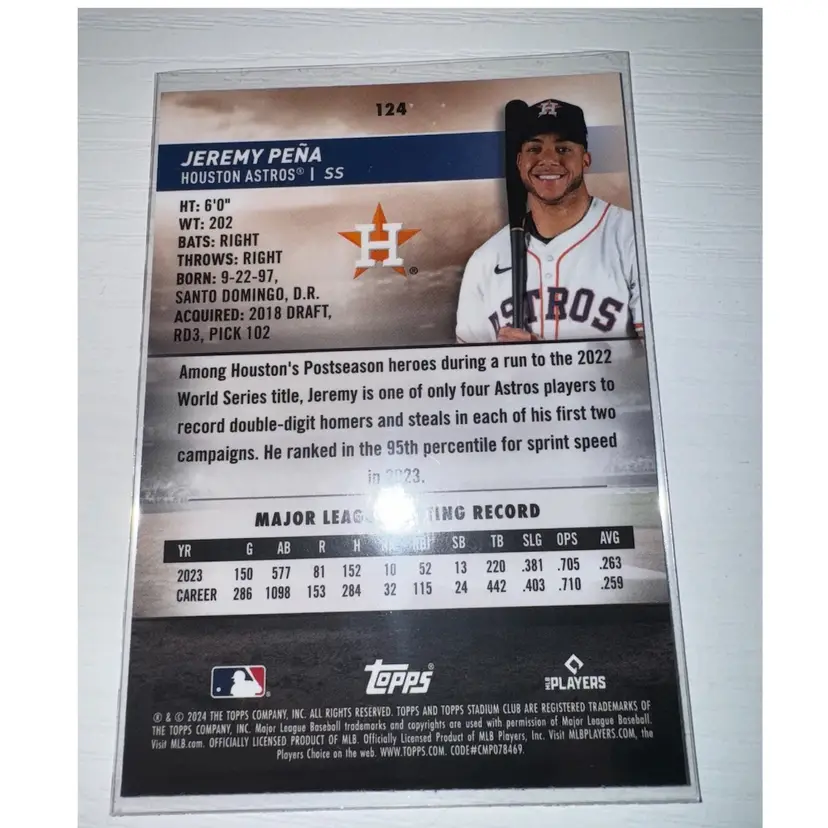 124
JEREMY PEÑA
HOUSTON ASTROS® | SS
HT: 6'0"
WT: 202
BATS: RIGHT
THROWS: RIGHT
BORN: 9-22-97,
SANTO DOMINGO, D.R.
ACQUIRED: 2018 DRAFT,
RD3, PICK 102
H
®
H
ASTROS
Among Houston's Postseason heroes during a run to the 2022
World Series title, Jeremy is one of only four Astros players to
record double-digit homers and steals in each of his first two
campaigns. He ranked in the 95th percentile for sprint speed
in 2023.
MAJOR LEAGUE BATTING RECORD
YR G AB R H HR RBI SB TB SLG OPS AVG
2023 150 577 81 152 10 52 13 220 .381 .705 .263
CAREER 286 1098 153 284 32 115 24 442 .403 .710 .259
® topps®
MLB PLAYERS
® & © 2024 THE TOPPS COMPANY, INC. ALL RIGHTS RESERVED. TOPPS AND TOPPS STADIUM CLUB ARE REGISTERED TRADEMARKS OF
THE TOPPS COMPANY, INC. Major League Baseball trademarks and copyrights are used with permission of Major League Baseball.
Visit MLB.com. OFFICIALLY LICENSED PRODUCT OF MLB. Officially Licensed Product of MLB Players, Inc. Visit MLBPLAYERS.COM, the
Players Choice on the web. WWW.TOPPS.COM. CODE#CMP078469.